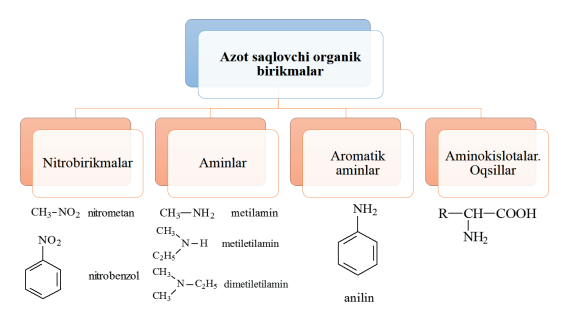 Azot saqlovchi organik
birikmalar
Nitrobirikmalar
Aminlar
Aromatik
aminlar
Aminokislotalar.
Oqsillar
CH₃−NO₂ nitrometan
NO₂
nitrobenzol
CH₃—NH₂ metilamin
CH₃
N−H metiletilamin
C₂H₅
CH₃
N−C₂H₅ dimetiletilamin
CH₃
NH₂
anilin
R—CH—COOH
NH₂